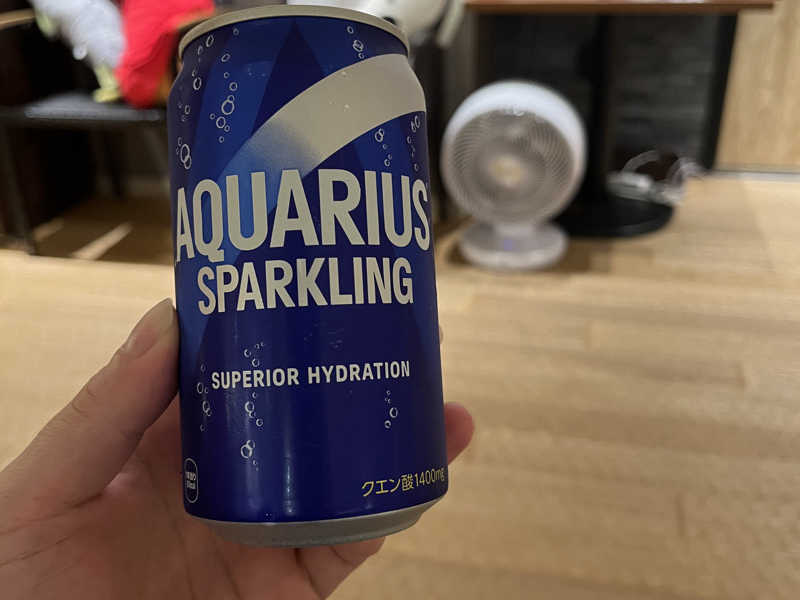 AQUARIUS
SPARKLING
SUPERIOR HYDRATION
クエン酸1400mg